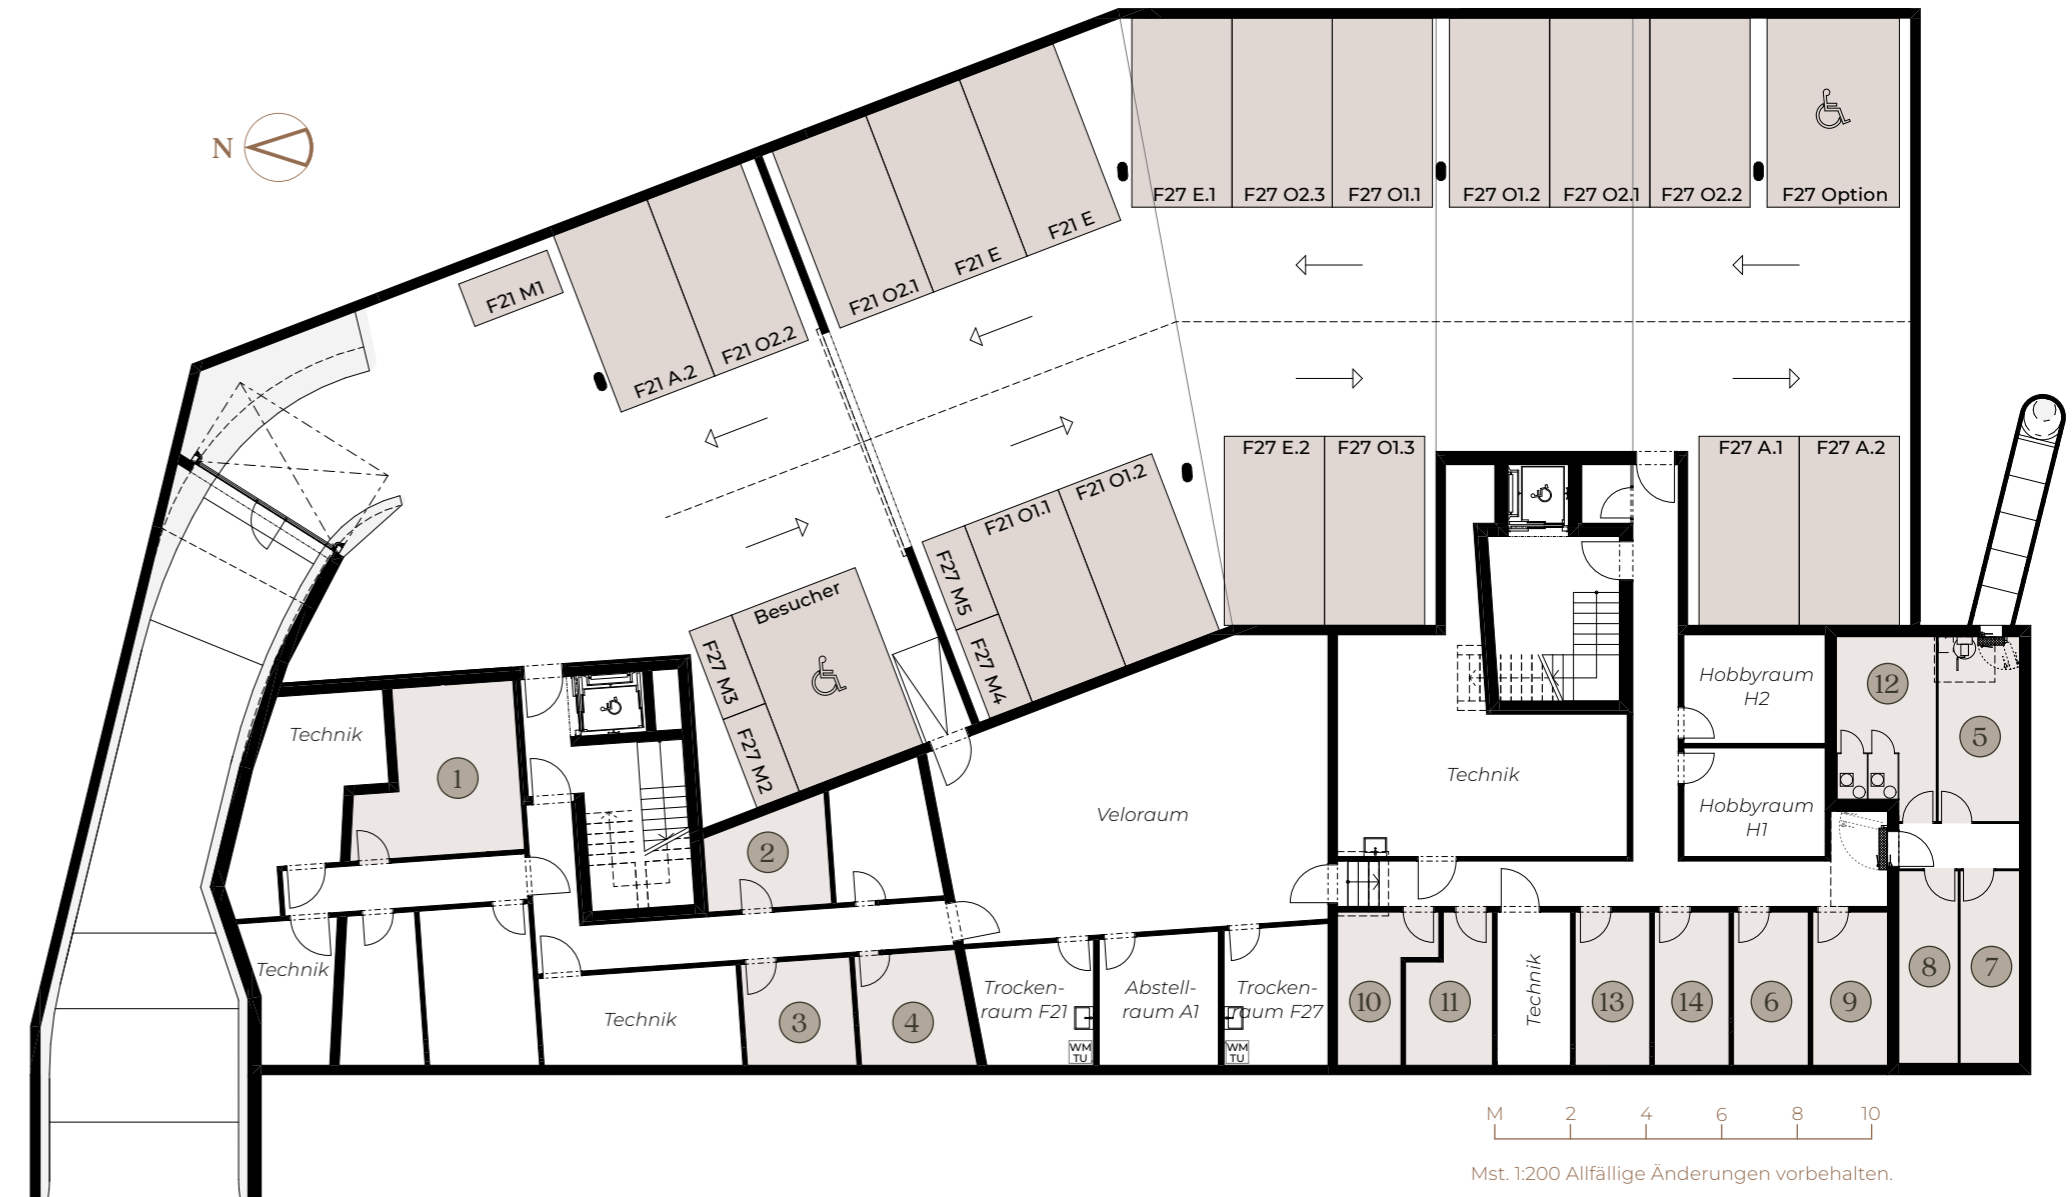 N
F27 E.1
F27 O2.3
F27 O1.1
F27 O1.2
F27 O2.1
F27 O2.2
F27 Option
F21 M1
F21 A.2
F21 O2.2
F21 O2.1
F21 E
F21 E
F27 E.2
F27 O1.3
F27 A.1
F27 A.2
F27 M5
F27 M4
F21 O1.1
F21 O1.2
F27 M3
F27 M2
Besucher
Technik
1
2
Veloraum
Technik
Hobbyraum
H2
Hobbyraum
H1
12
5
Technik
Technik
3
4
Trocken-
raum F21
WM
TU
Abstell-
raum A1
Trocken-
raum F27
WM
TU
10
11
Technik
13
14
6
9
8
7
M 2 4 6 8 10
Mst. 1:200 Allfällige Änderungen vorbehalten.